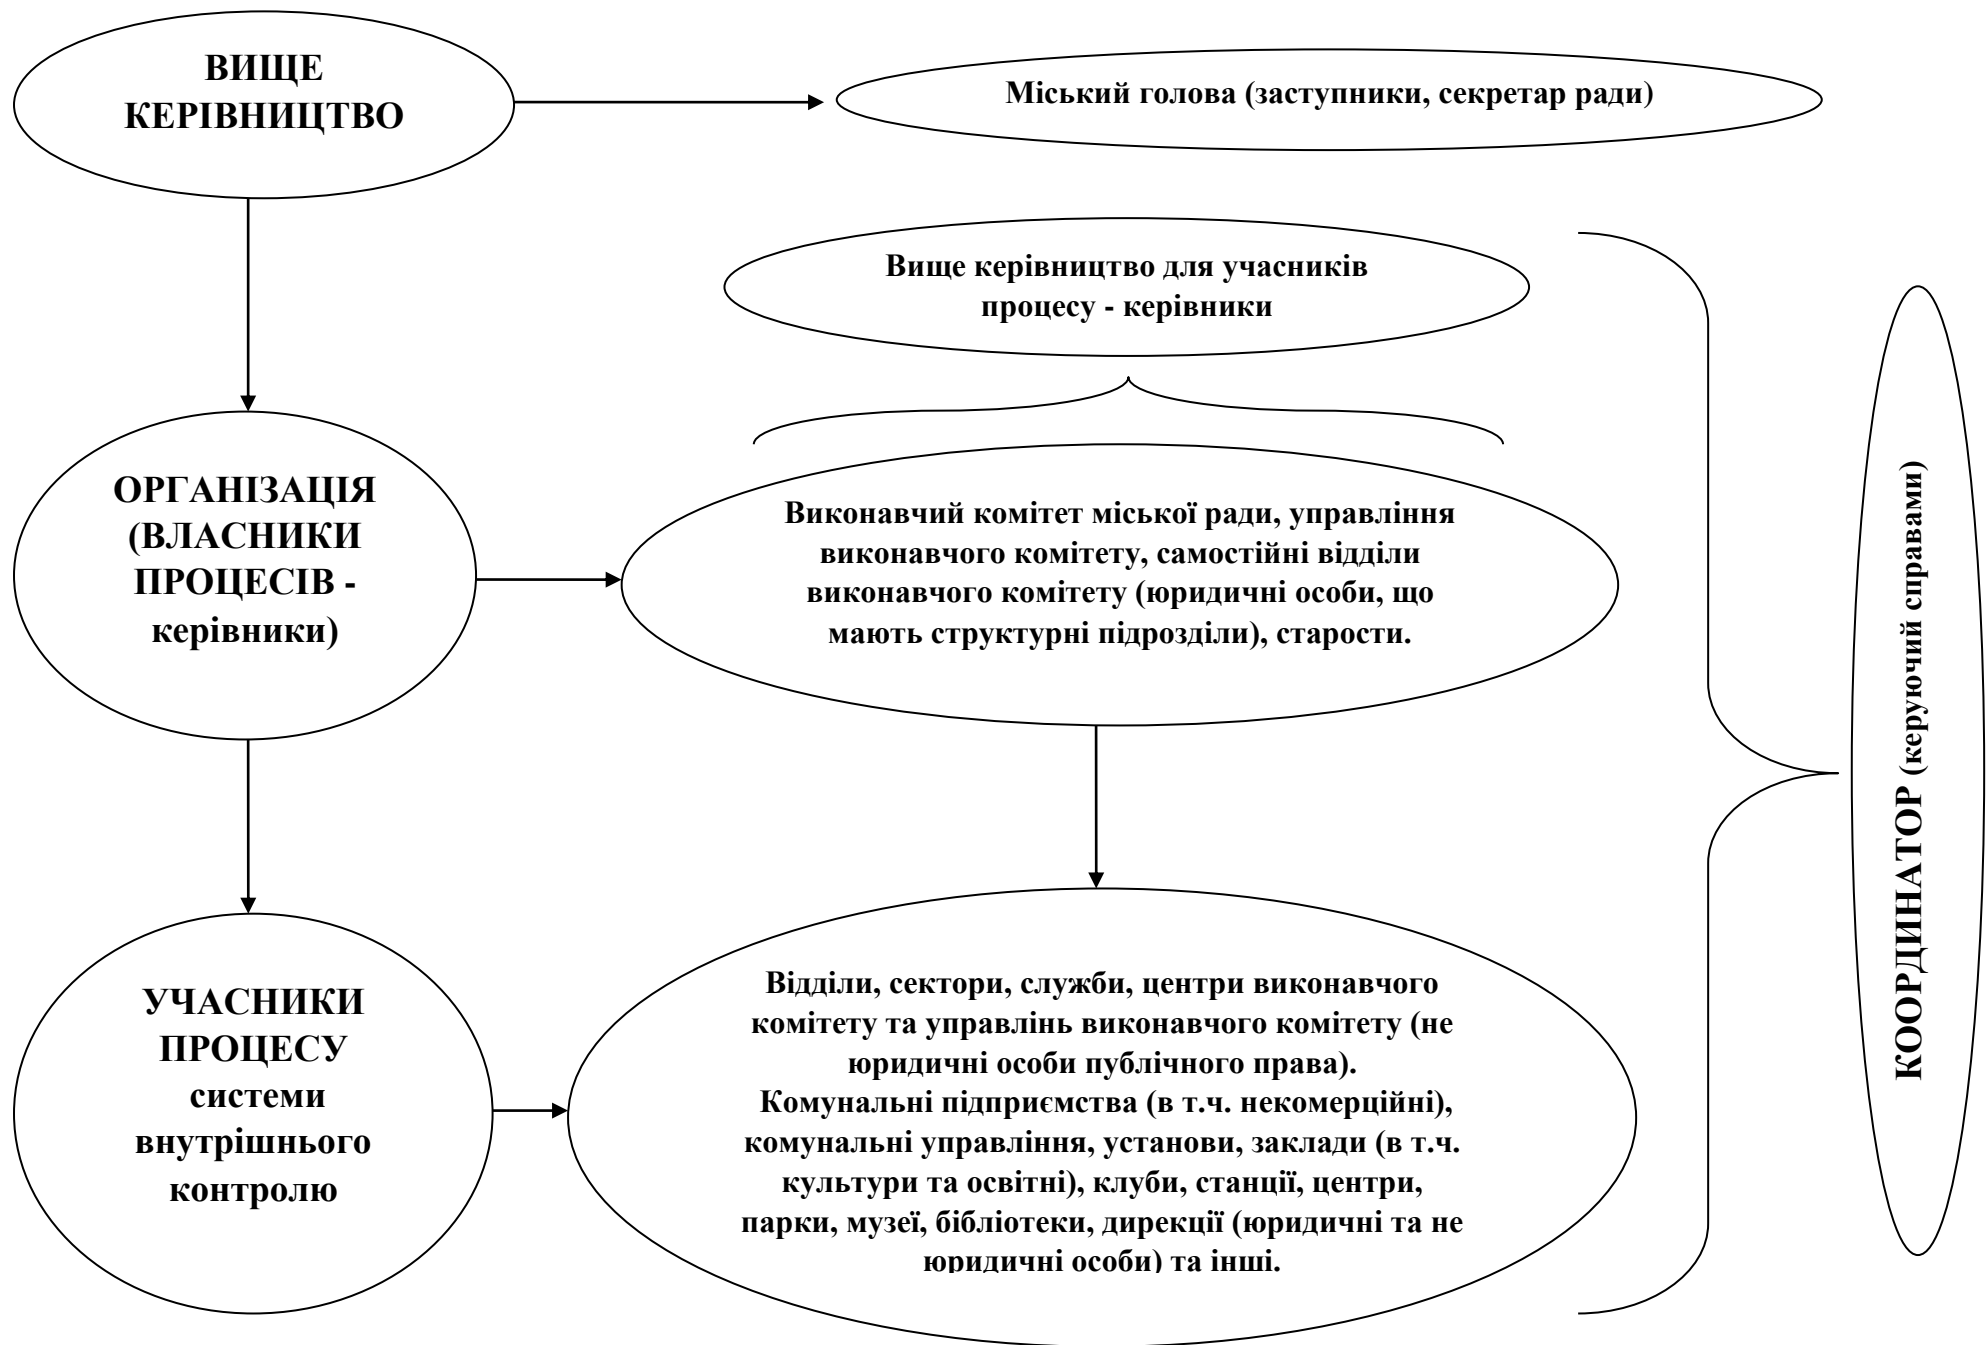 ВИЩЕ
КЕРІВНИЦТВО
Міський голова (заступники, секретар ради)
Вище керівництво для учасників
процесу - керівники
ОРГАНІЗАЦІЯ
(ВЛАСНИКИ
ПРОЦЕСІВ -
керівники)
Виконавчий комітет міської ради, управління
виконавчого комітету, самостійні відділи
виконавчого комітету (юридичні особи, що
мають структурні підрозділи), старости.
УЧАСНИКИ
ПРОЦЕСУ
системи
внутрішнього
контролю
Відділи, сектори, служби, центри виконавчого
комітету та управлінь виконавчого комітету (не
юридичні особи публічного права).
Комунальні підприємства (в т.ч. некомерційні),
комунальні управління, установи, заклади (в т.ч.
культури та освітні), клуби, станції, центри,
парки, музеї, бібліотеки, дирекції (юридичні та не
юридичні особи) та інші.
КООРДИНАТОР (керуючий справами)